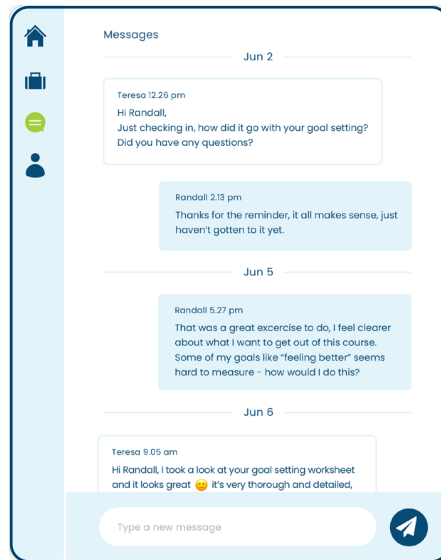 Messages
Jun 2
Teresa 12.26 pm
Hi Randall,
Just checking in, how did it go with your goal setting?
Did you have any questions?
Randall 2.13 pm
Thanks for the reminder, it all makes sense, just
haven't gotten to it yet.
Jun 5
Randall 5.27 pm
That was a great excercise to do, I feel clearer
about what I want to get out of this course.
Some of my goals like “feeling better” seems
hard to measure - how would I do this?
Jun 6
Teresa 9.05 am
Hi Randall, I took a look at your goal setting worksheet
and it looks great 🙂 it's very thorough and detailed,
Type a new message